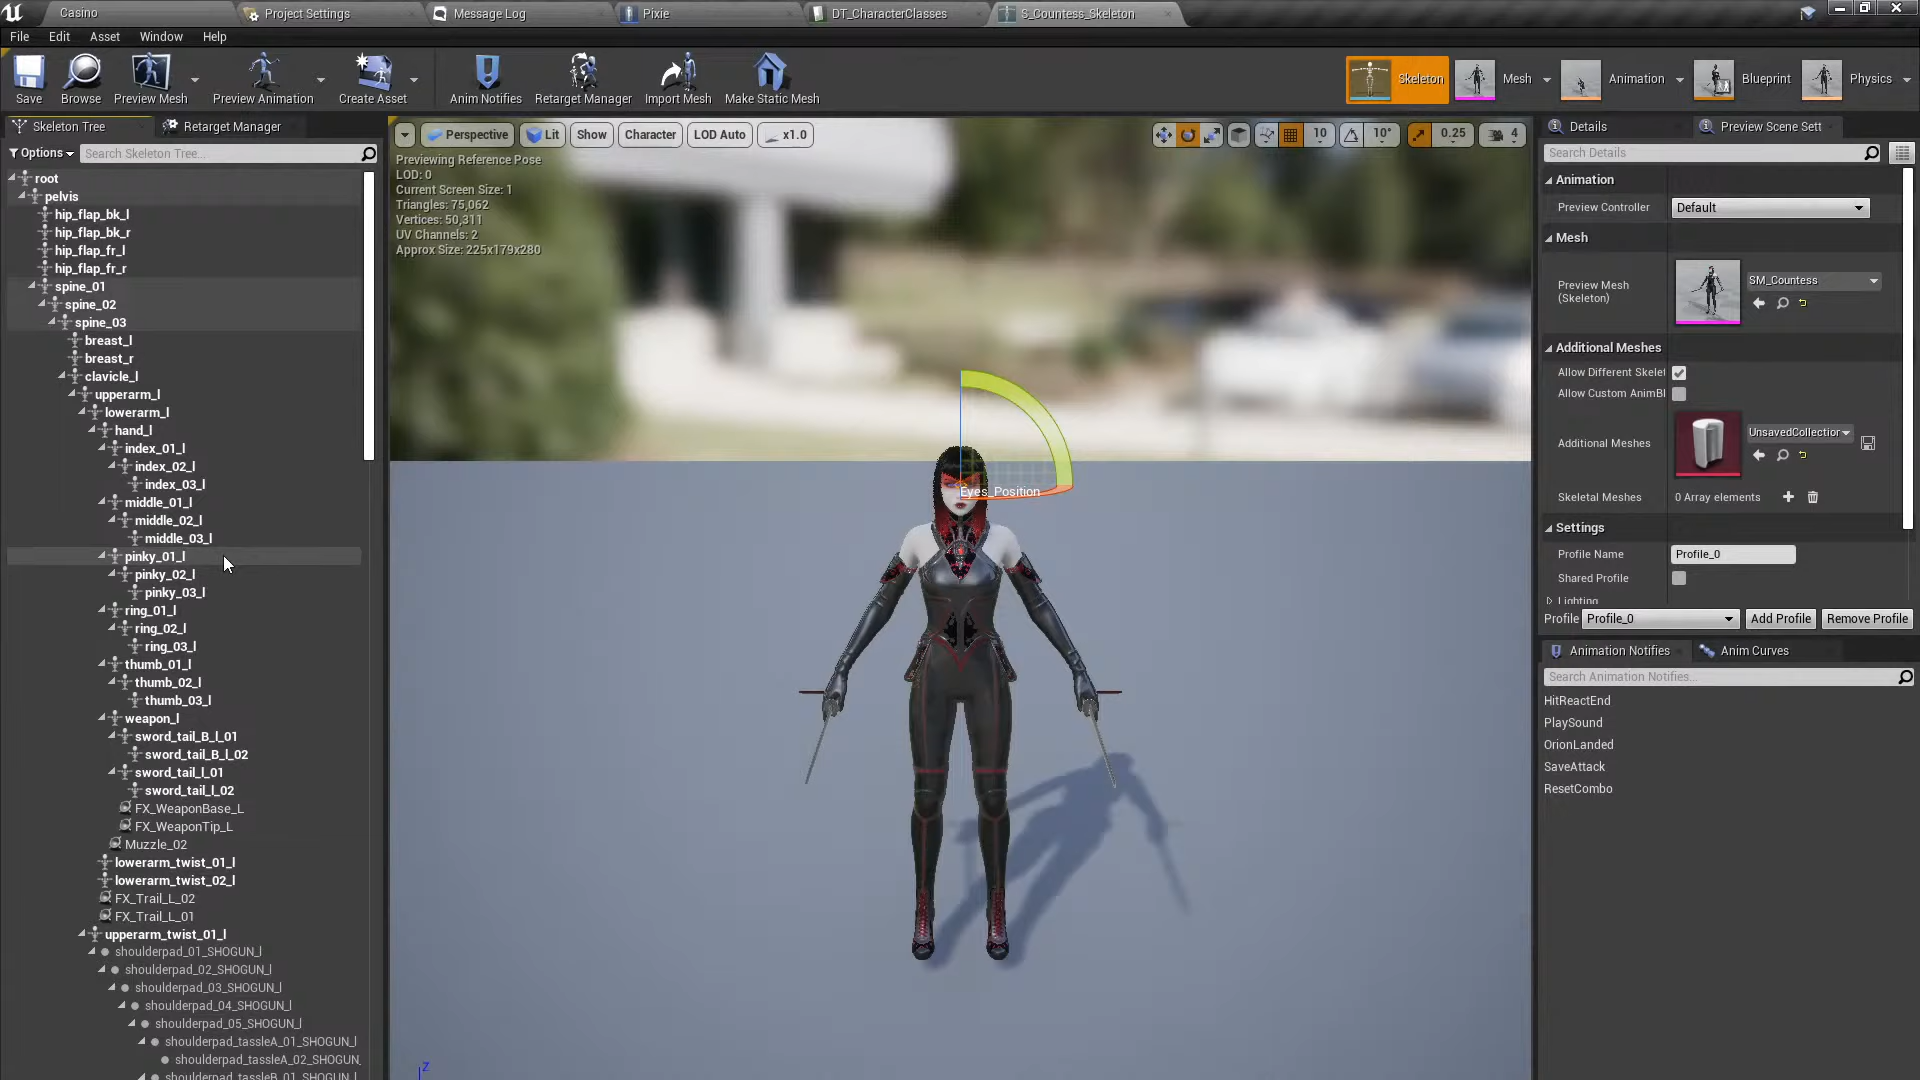 Casino
Project Settings
Message Log
Pixie
DT_CharacterClasses
S_Countess_Skeleton
File Edit Asset Window Help
Save
Browse
Preview Mesh
Preview Animation
Create Asset
Anim Notifies
Retarget Manager
Import Mesh
Make Static Mesh
Skeleton
Mesh
Animation
Blueprint
Physics
Skeleton Tree
Retarget Manager
Options
Search Skeleton Tree...
root
pelvis
hip_flap_bk_l
hip_flap_bk_r
hip_flap_fr_l
hip_flap_fr_r
spine_01
spine_02
spine_03
breast_l
breast_r
clavicle_l
upperarm_l
lowerarm_l
hand_l
index_01_l
index_02_l
index_03_l
middle_01_l
middle_02_l
middle_03_l
pinky_01_l
pinky_02_l
pinky_03_l
ring_01_l
ring_02_l
ring_03_l
thumb_01_l
thumb_02_l
thumb_03_l
weapon_l
sword_tail_B_l_01
sword_tail_B_l_02
sword_tail_l_01
sword_tail_l_02
FX_WeaponBase_L
FX_WeaponTip_L
Muzzle_02
lowerarm_twist_01_l
lowerarm_twist_02_l
FX_Trail_L_02
FX_Trail_L_01
upperarm_twist_01_l
shoulderpad_01_SHOGUN_l
shoulderpad_02_SHOGUN_l
shoulderpad_03_SHOGUN_l
shoulderpad_04_SHOGUN_l
shoulderpad_05_SHOGUN_l
shoulderpad_tassleA_01_SHOGUN_l
shoulderpad_tassleA_02_SHOGUN_
shoulderpad_tassleB_01_SHOGUN_l
Perspective
Lit
Show
Character
LOD Auto
x1.0
10
10°
0.25
4
Previewing Reference Pose
LOD: 0
Current Screen Size: 1
Triangles: 75,062
Vertices: 50,311
UV Channels: 2
Approx Size: 225x179x280
Eyes_Position
Z
Details
Preview Scene Sett
Search Details
Animation
Preview Controller
Default
Mesh
Preview Mesh (Skeleton)
SM_Countess
Additional Meshes
Allow Different Skelet
Allow Custom AnimBl
Additional Meshes
UnsavedCollection
Skeletal Meshes
0 Array elements
Settings
Profile Name
Profile_0
Shared Profile
Lighting
Profile
Profile_0
Add Profile
Remove Profile
Animation Notifies
Anim Curves
Search Animation Notifies...
HitReactEnd
PlaySound
OrionLanded
SaveAttack
ResetCombo